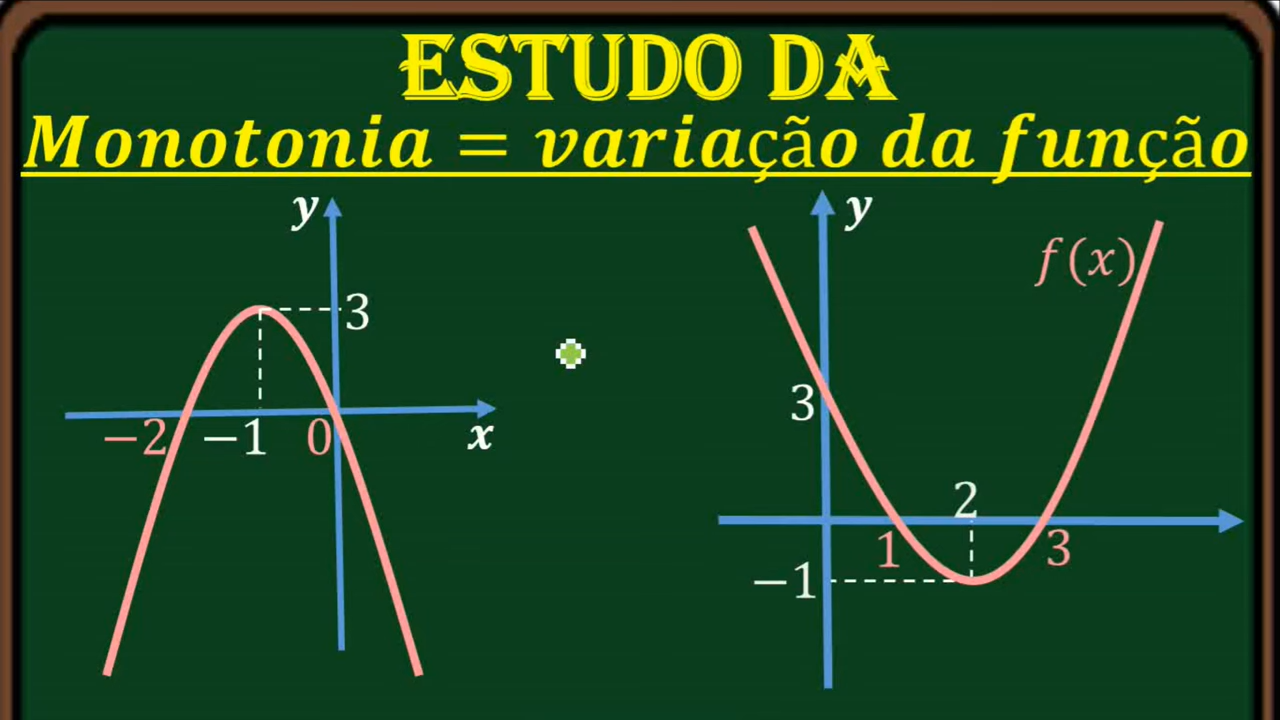 ESTUDO DA
Monotonia = variação da função
y
3
−2 −1 0
x
y
f(x)
3
2
1 3
−1